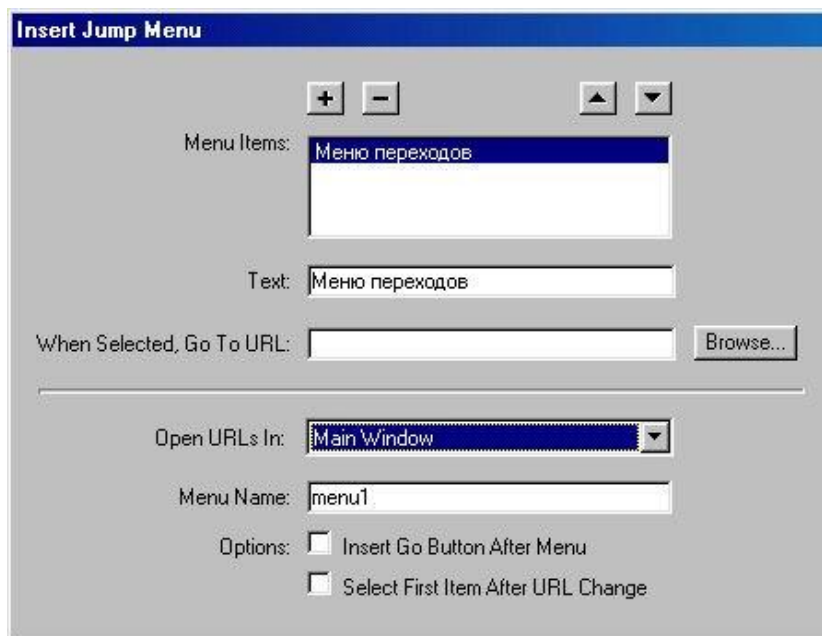 Insert Jump Menu
Menu Items:
Меню переходов
Text:
Меню переходов
When Selected, Go To URL:
Browse...
Open URLs In:
Main Window
Menu Name:
menu1
Options:
Insert Go Button After Menu
Select First Item After URL Change